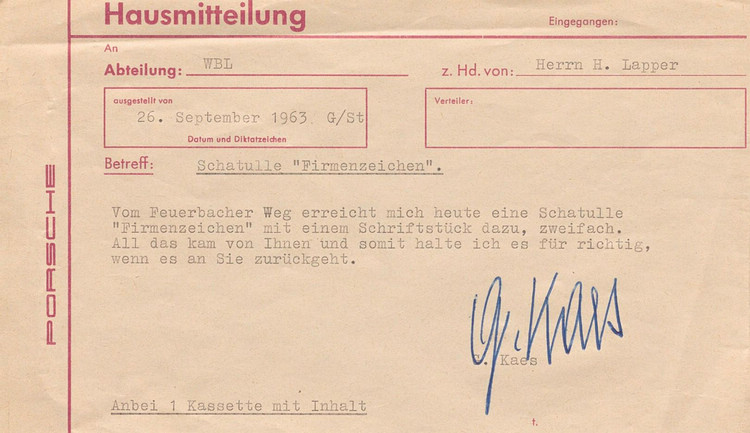 Hausmitteilung
Eingegangen:
An
Abteilung: WBL
z. Hd. von: Herrn H. Lapper
ausgestellt von
26. September 1963 G/St
Datum und Diktatzeichen
Verteiler:
Betreff: Schatulle "Firmenzeichen".
Vom Feuerbacher Weg erreicht mich heute eine Schatulle
"Firmenzeichen" mit einem Schriftstück dazu, zweifach.
All das kam von Ihnen und somit halte ich es für richtig,
wenn es an Sie zurückgeht.
G. Kaes
G. Kaes
Anbei 1 Kassette mit Inhalt
t.
PORSCHE